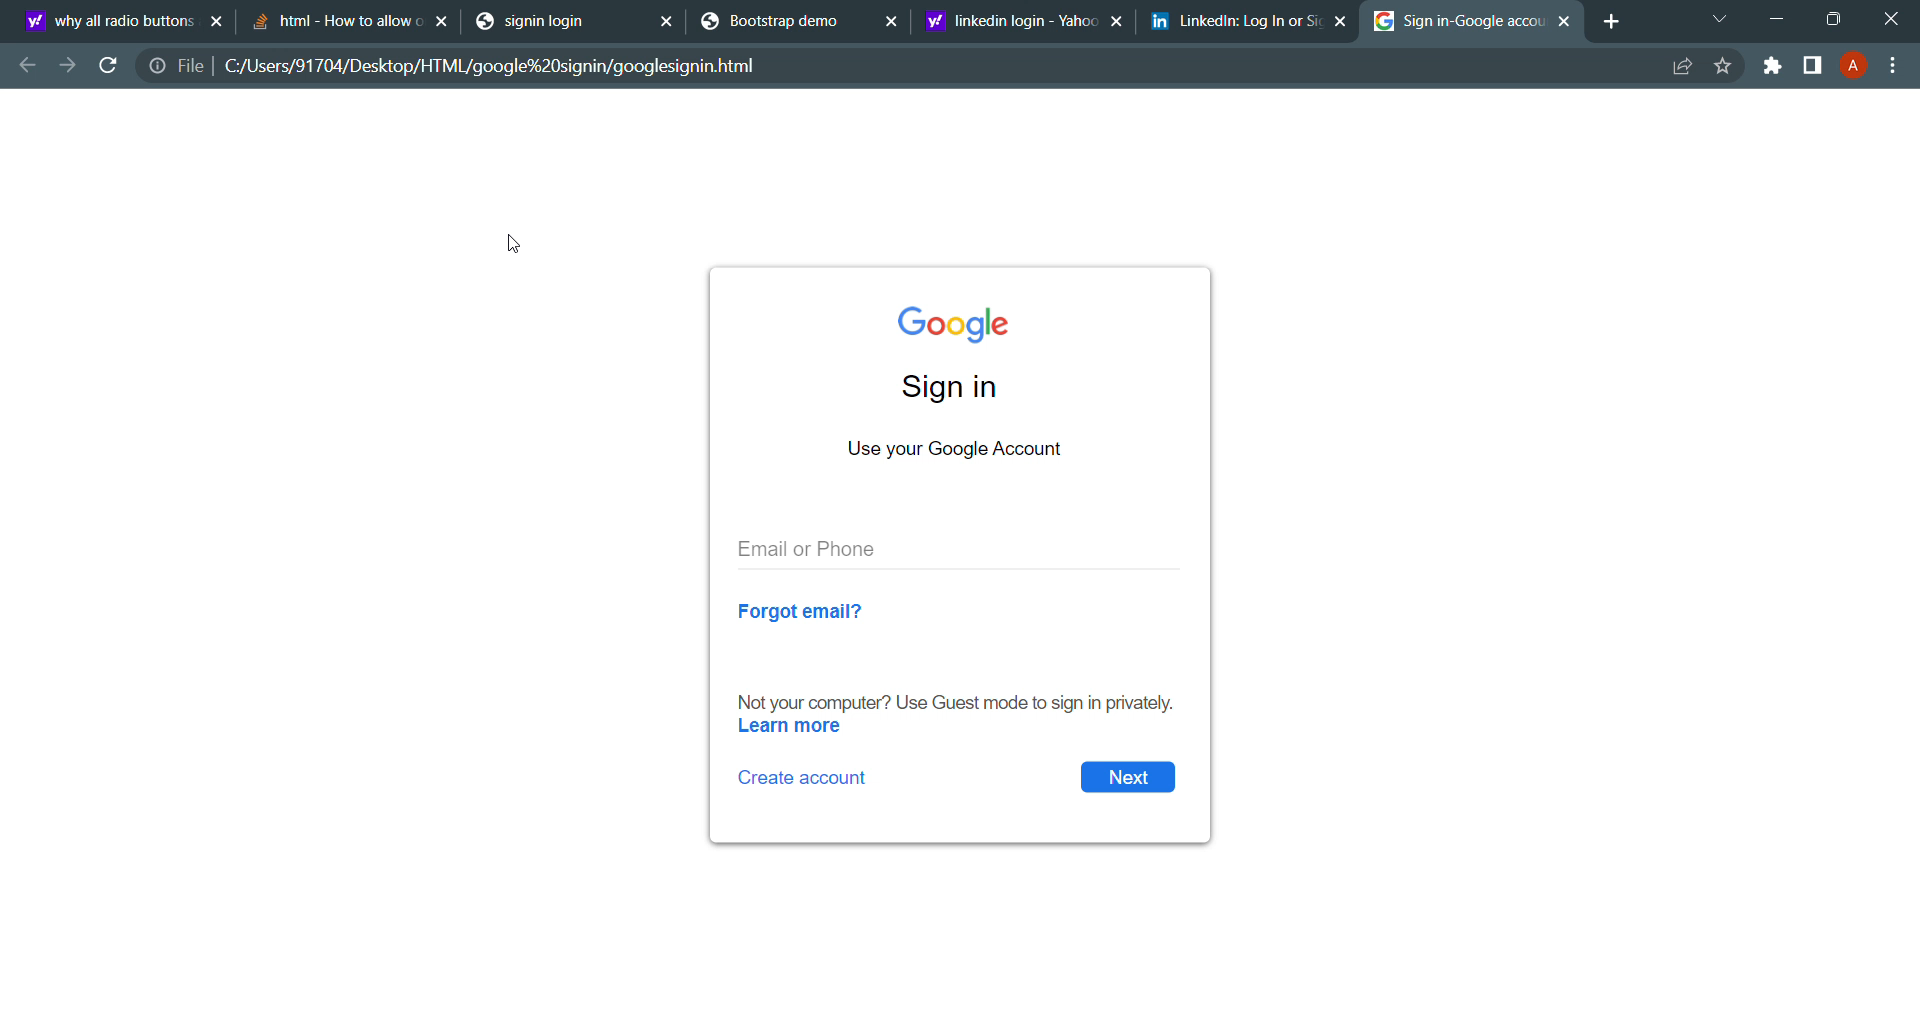 why all radio buttons
html - How to allow o
signin login
Bootstrap demo
linkedin login - Yahoo
LinkedIn: Log In or Sig
Sign in-Google accou
File C:/Users/91704/Desktop/HTML/google%20signin/googlesignin.html
A
Google
Sign in
Use your Google Account
Email or Phone
Forgot email?
Not your computer? Use Guest mode to sign in privately.
Learn more
Create account
Next